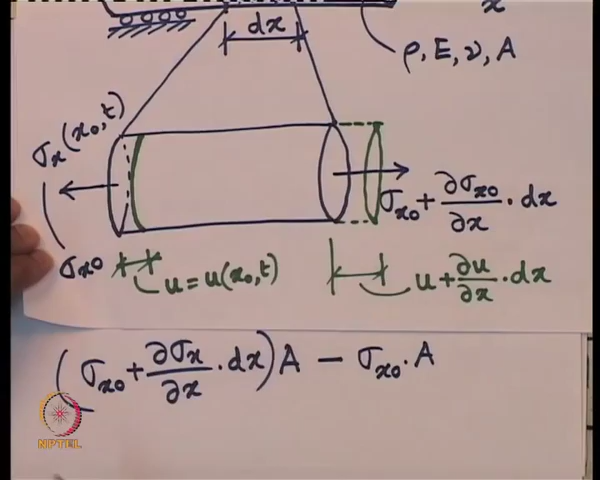 x
dx
ρ, E, ν, A
σx(x₀,t)
σx₀ + ∂σx₀/∂x · dx
σx₀
u = u(x₀,t)
u + ∂u/∂x · dx
(σx₀ + ∂σx/∂x · dx)A − σx₀ · A
NPTEL